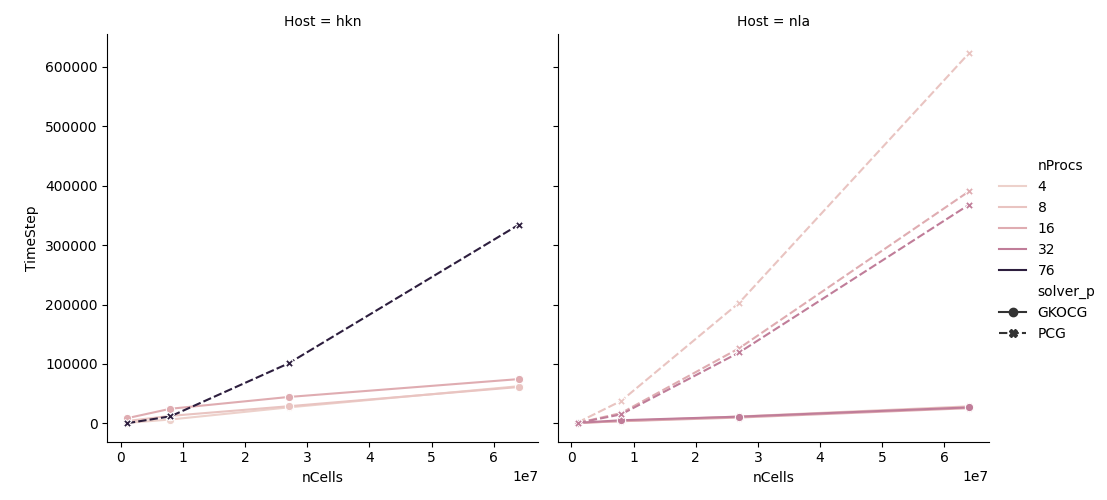 Host = hkn
Host = nla
TimeStep
600000
500000
400000
300000
200000
100000
0
0 1 2 3 4 5 6
1e7
nCells
0 1 2 3 4 5 6
1e7
nCells
nProcs
4
8
16
32
76
solver_p
GKOCG
PCG